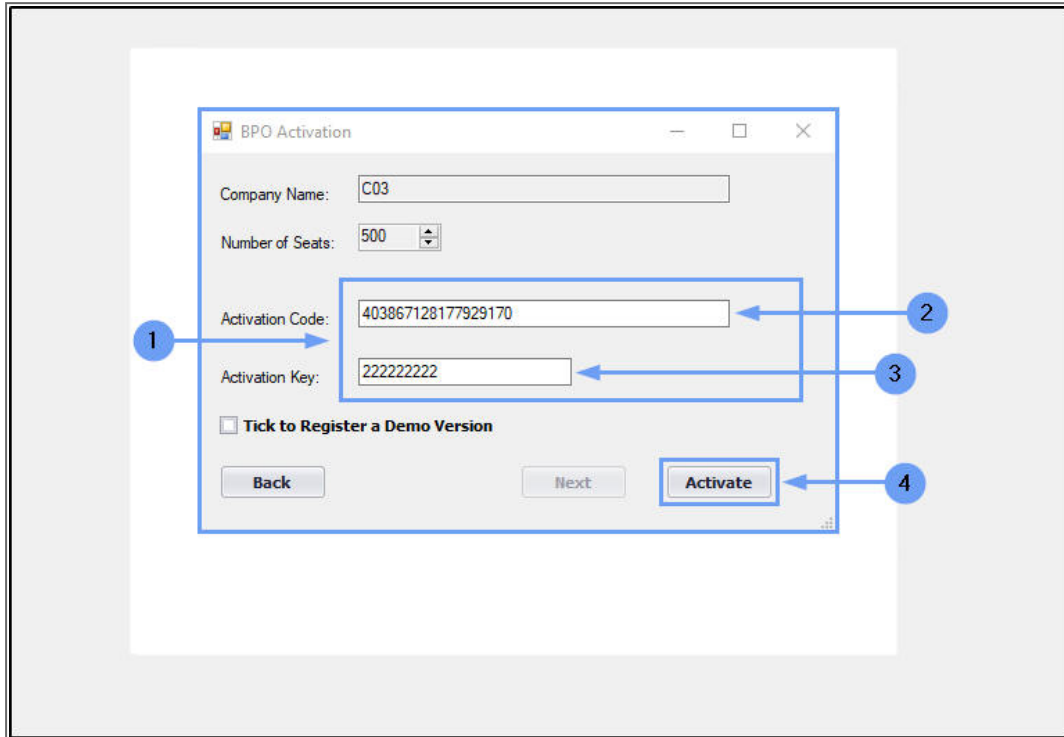 BPO Activation
Company Name: C03
Number of Seats: 500
Activation Code: 403867128177929170
2
1
Activation Key: 222222222
3
Tick to Register a Demo Version
Back Next Activate
4